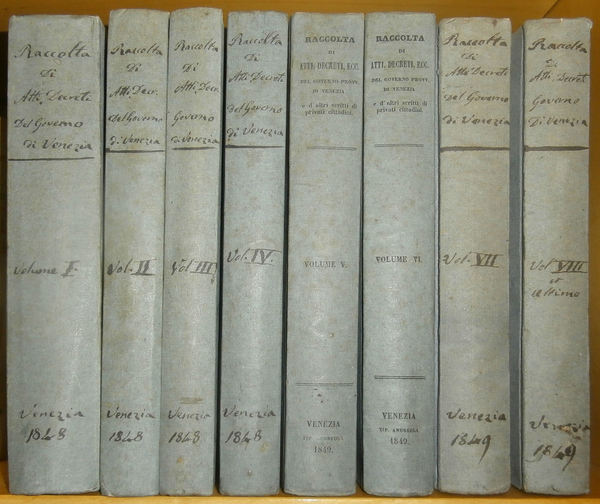 Raccolta
Di
Atti, Decreti
Del Governo
di Venezia
Volume I.
Venezia
1848
Raccolta
Di
Atti, Decr.
del Governo
di Venezia
Vol. II
Venezia
1848
Raccolta
Di
Atti. Decr.
Governo
di Venezia
Vol III
Venezia
1848
Raccolta
Di
Atti Decreti
del Governo
di Venezia
Vol. IV.
Venezia
1848
RACCOLTA
DI
ATTI, DECRETI, ECC.
DEL GOVERNO PROVV.
DI VENEZIA
e d'altri scritti di
privati cittadini.
VOLUME V.
VENEZIA
TIP. ANDREOLA
1849.
RACCOLTA
DI
ATTI, DECRETI, ECC.
DEL GOVERNO PROVV.
DI VENEZIA
e d'altri scritti di
privati cittadini.
VOLUME VI.
VENEZIA
TIP. ANDREOLA
1849.
Raccolta
di
Atti Decreti
del Governo
di Venezia
Vol. VII
Venezia
1849
Raccolta
Di
Atti, Decreti
Governo
Di Venezia
Vol VIII
et
ultimo
Venezia
1849